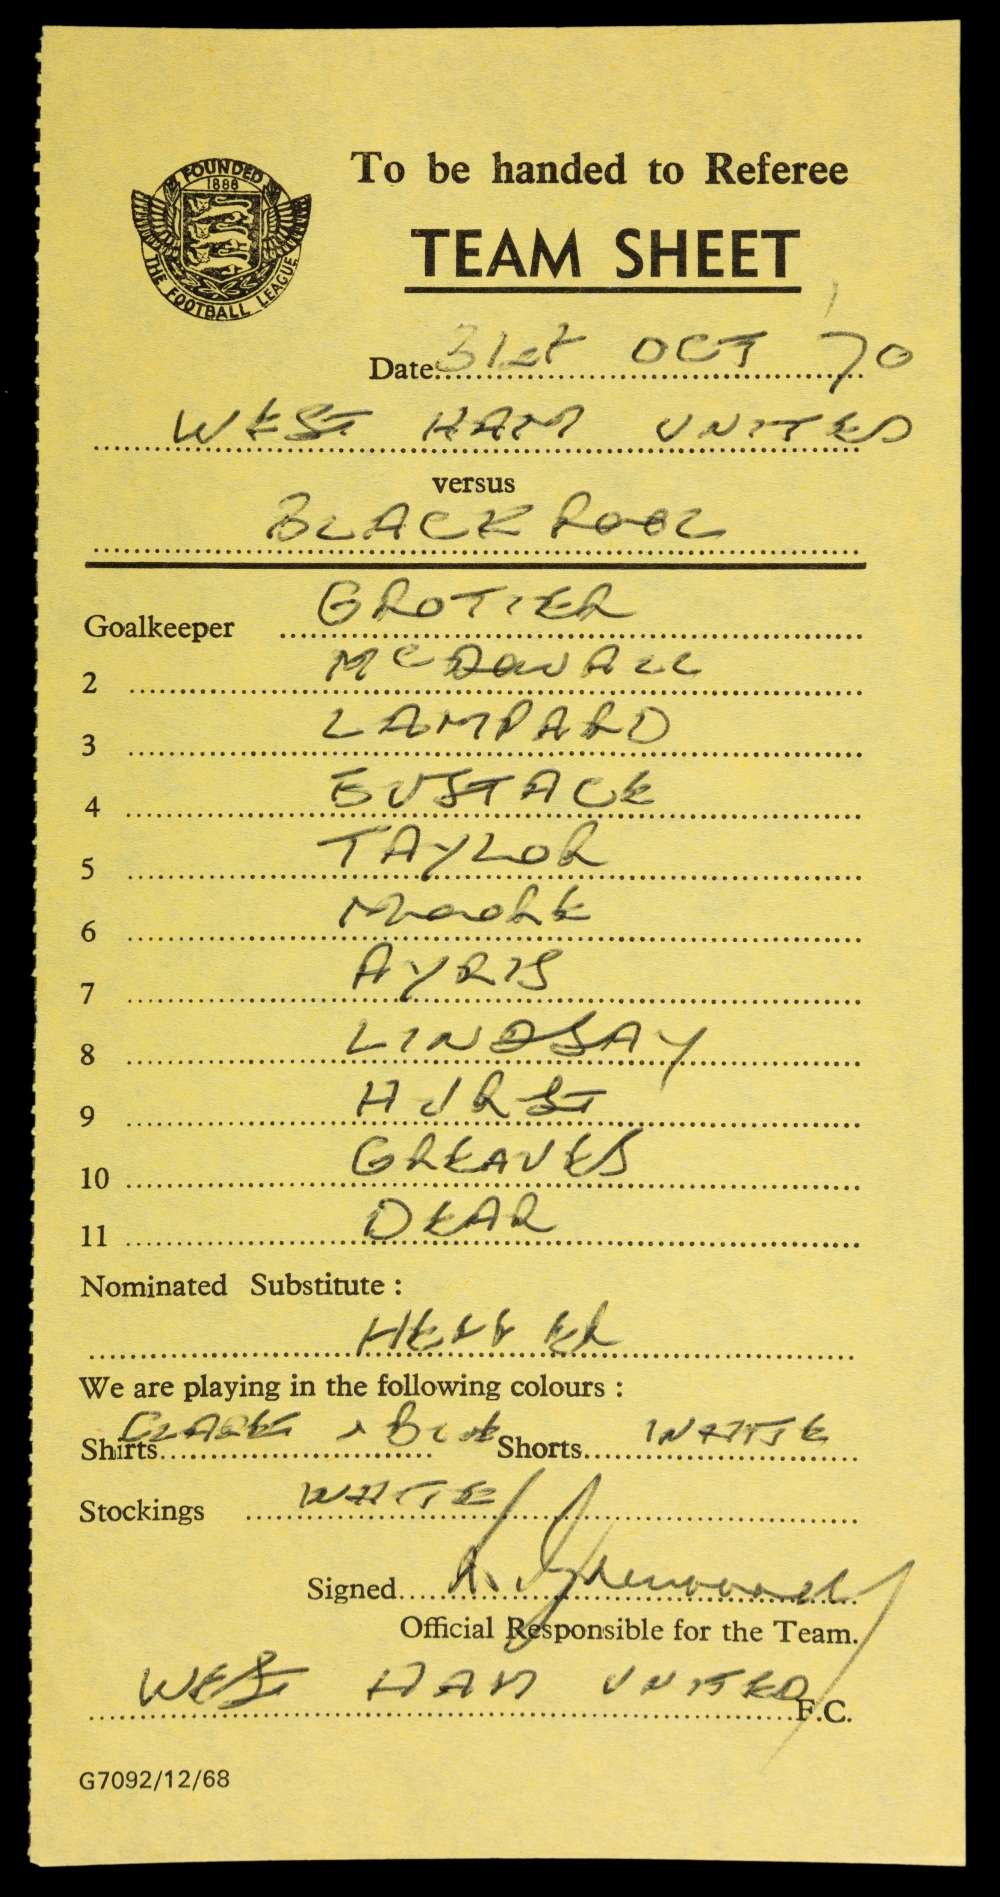 FOUNDED
1888
THE FOOTBALL LEAGUE
To be handed to Referee
TEAM SHEET
Date 31st OCT '70
WEST HAM UNITED
versus
BLACKPOOL
Goalkeeper GROTIER
2 McDOWALL
3 LAMPARD
4 EUSTACE
5 TAYLOR
6 MOORE
7 AYRIS
8 LINDSAY
9 HURST
10 GREAVES
11 DEAR
Nominated Substitute :
HEFFER
We are playing in the following colours :
Shirts CLARET & BLUE Shorts WHITE
Stockings WHITE
Signed R. Greenwood
Official Responsible for the Team.
WEST HAM UNITED F.C.
G7092/12/68